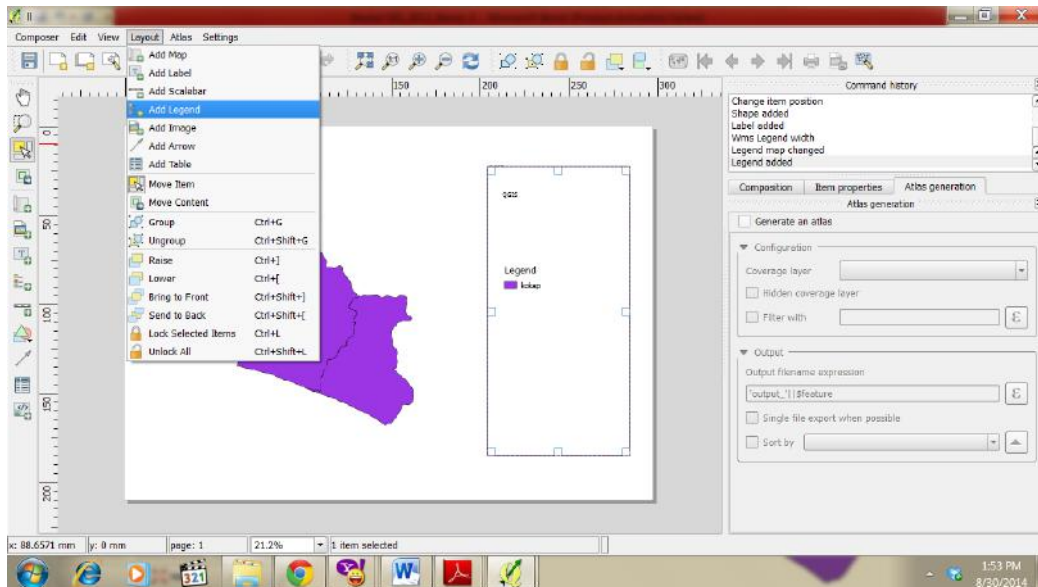 Composer Edit View Layout Atlas Settings
Add Map
Add Label
Add Scalebar
Add Legend
Add Image
Add Arrow
Add Table
Move Item
Move Content
Group Ctrl+G
Ungroup Ctrl+Shift+G
Raise Ctrl+]
Lower Ctrl+[
Bring to Front Ctrl+Shift+]
Send to Back Ctrl+Shift+[
Lock Selected Items Ctrl+L
Unlock All Ctrl+Shift+L
150 200 250 300
0
50
100
150
200
Legend
Command history
Change item position
Shape added
Label added
Wms Legend width
Legend map changed
Legend added
Composition Item properties Atlas generation
Atlas generation
Generate an atlas
Configuration
Coverage layer
Hidden coverage layer
Filter with
ε
Output
Output filename expression
'output_'||$feature
ε
Single file export when possible
Sort by
x: 88.6571 mm y: 0 mm page: 1 21.2% 1 item selected
321
W
1:53 PM
8/30/2014